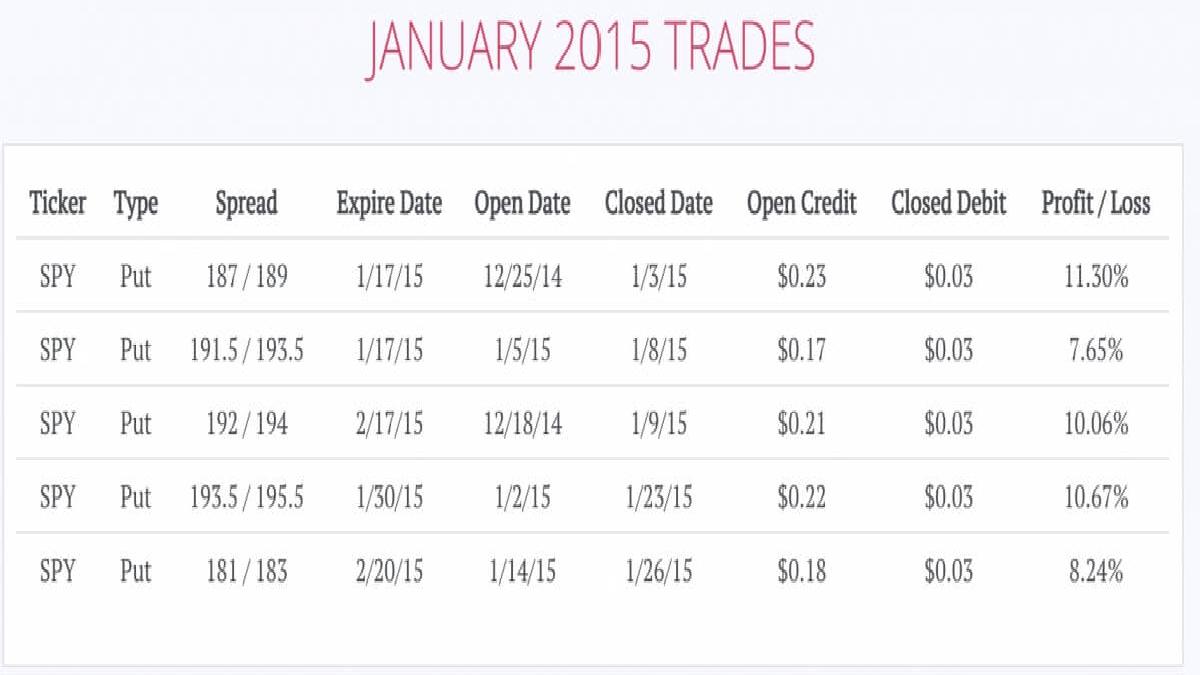 JANUARY 2015 TRADES
Ticker Type Spread Expire Date Open Date Closed Date Open Credit Closed Debit Profit / Loss
SPY Put 187 / 189 1/17/15 12/25/14 1/3/15 $0.23 $0.03 11.30%
SPY Put 191.5 / 193.5 1/17/15 1/5/15 1/8/15 $0.17 $0.03 7.65%
SPY Put 192 / 194 2/17/15 12/18/14 1/9/15 $0.21 $0.03 10.06%
SPY Put 193.5 / 195.5 1/30/15 1/2/15 1/23/15 $0.22 $0.03 10.67%
SPY Put 181 / 183 2/20/15 1/14/15 1/26/15 $0.18 $0.03 8.24%